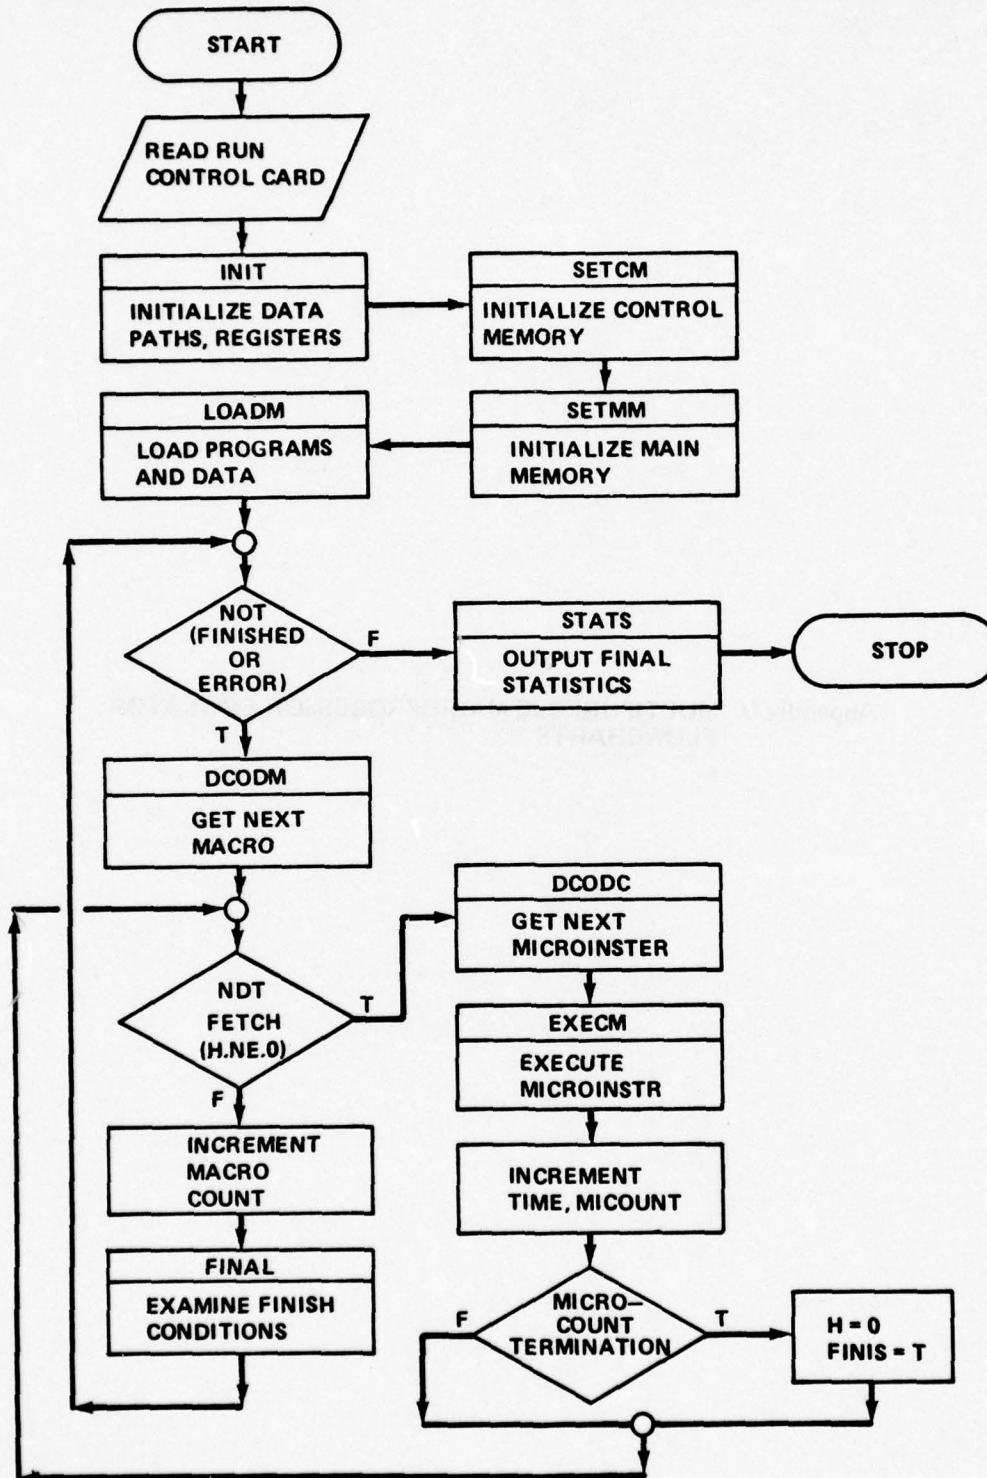 START
READ RUN
CONTROL CARD
INIT
INITIALIZE DATA
PATHS, REGISTERS
SETCM
INITIALIZE CONTROL
MEMORY
LOADM
LOAD PROGRAMS
AND DATA
SETMM
INITIALIZE MAIN
MEMORY
NOT
(FINISHED
OR
ERROR)
F
T
STATS
OUTPUT FINAL
STATISTICS
STOP
DCODM
GET NEXT
MACRO
NDT
FETCH
(H.NE.0)
T
F
DCODC
GET NEXT
MICROINSTER
EXECM
EXECUTE
MICROINSTR
INCREMENT
MACRO
COUNT
INCREMENT
TIME, MICOUNT
FINAL
EXAMINE FINISH
CONDITIONS
MICRO–
COUNT
TERMINATION
F
T
H = 0
FINIS = T